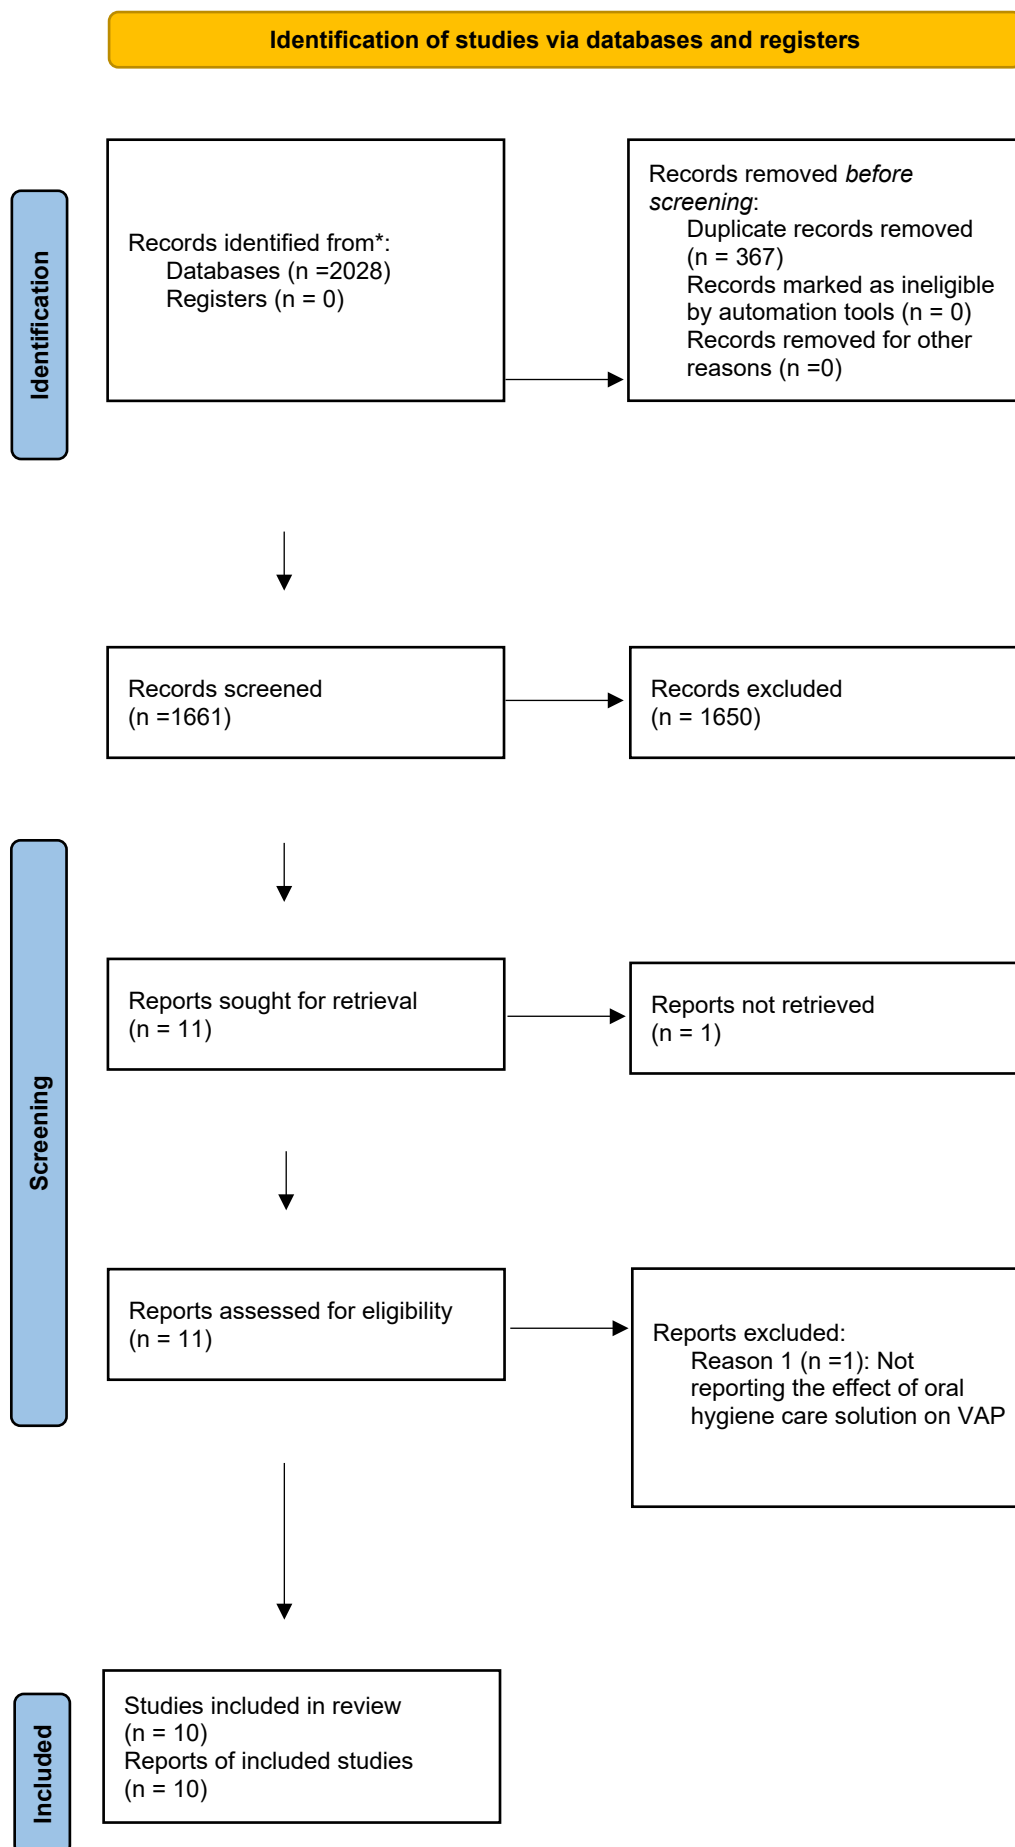 Identification of studies via databases and registers
Identification
Records identified from*:
Databases (n =2028)
Registers (n = 0)
Records removed before
screening:
Duplicate records removed
(n = 367)
Records marked as ineligible
by automation tools (n = 0)
Records removed for other
reasons (n =0)
Records screened
(n =1661)
Records excluded
(n = 1650)
Screening
Reports sought for retrieval
(n = 11)
Reports not retrieved
(n = 1)
Reports assessed for eligibility
(n = 11)
Reports excluded:
Reason 1 (n =1): Not
reporting the effect of oral
hygiene care solution on VAP
Included
Studies included in review
(n = 10)
Reports of included studies
(n = 10)